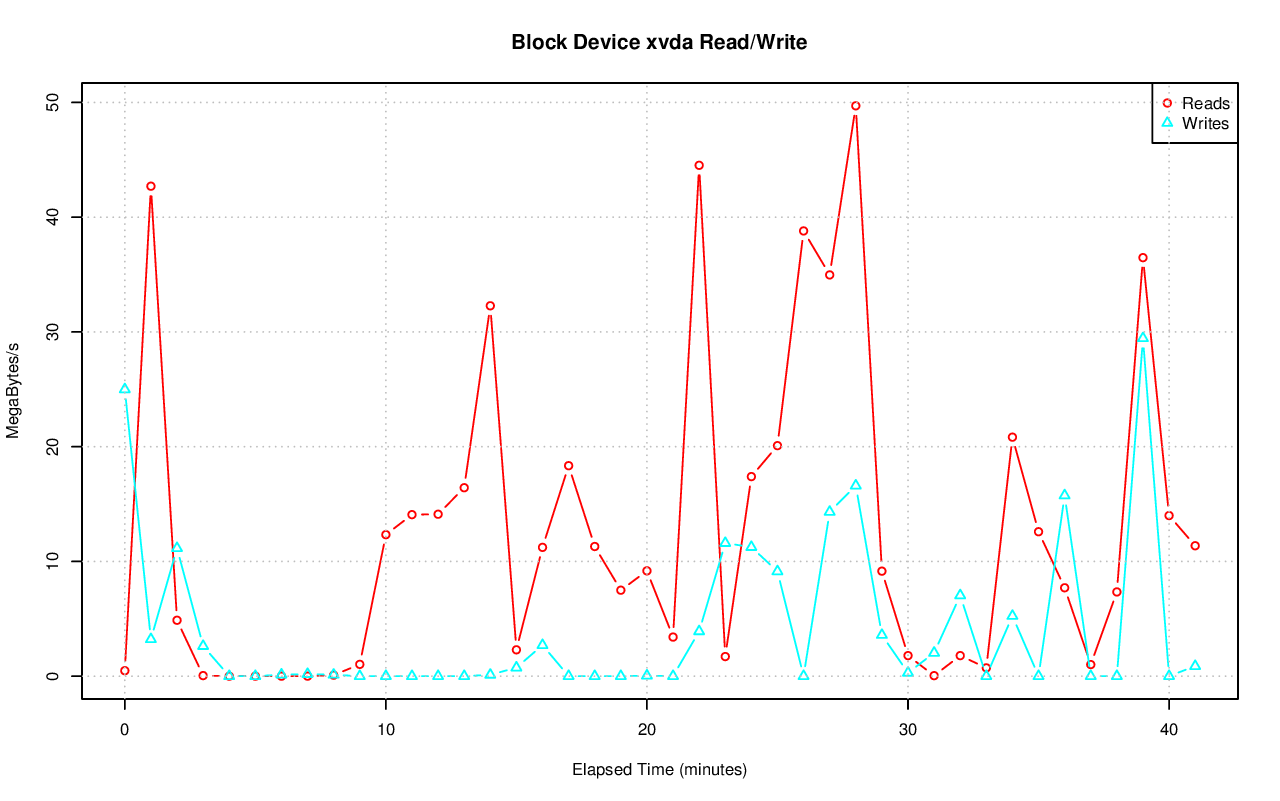 Block Device xvda Read/Write
Reads
Writes
50
40
30
20
10
0
MegaBytes/s
0 10 20 30 40
Elapsed Time (minutes)